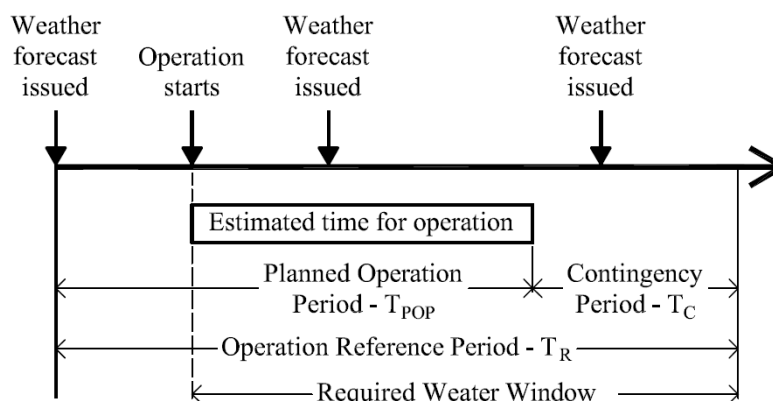 Weather
forecast
issued
Operation
starts
Weather
forecast
issued
Weather
forecast
issued
Estimated time for operation
Planned Operation
Period - T_POP
Contingency
Period - T_C
Operation Reference Period - T_R
Required Weater Window